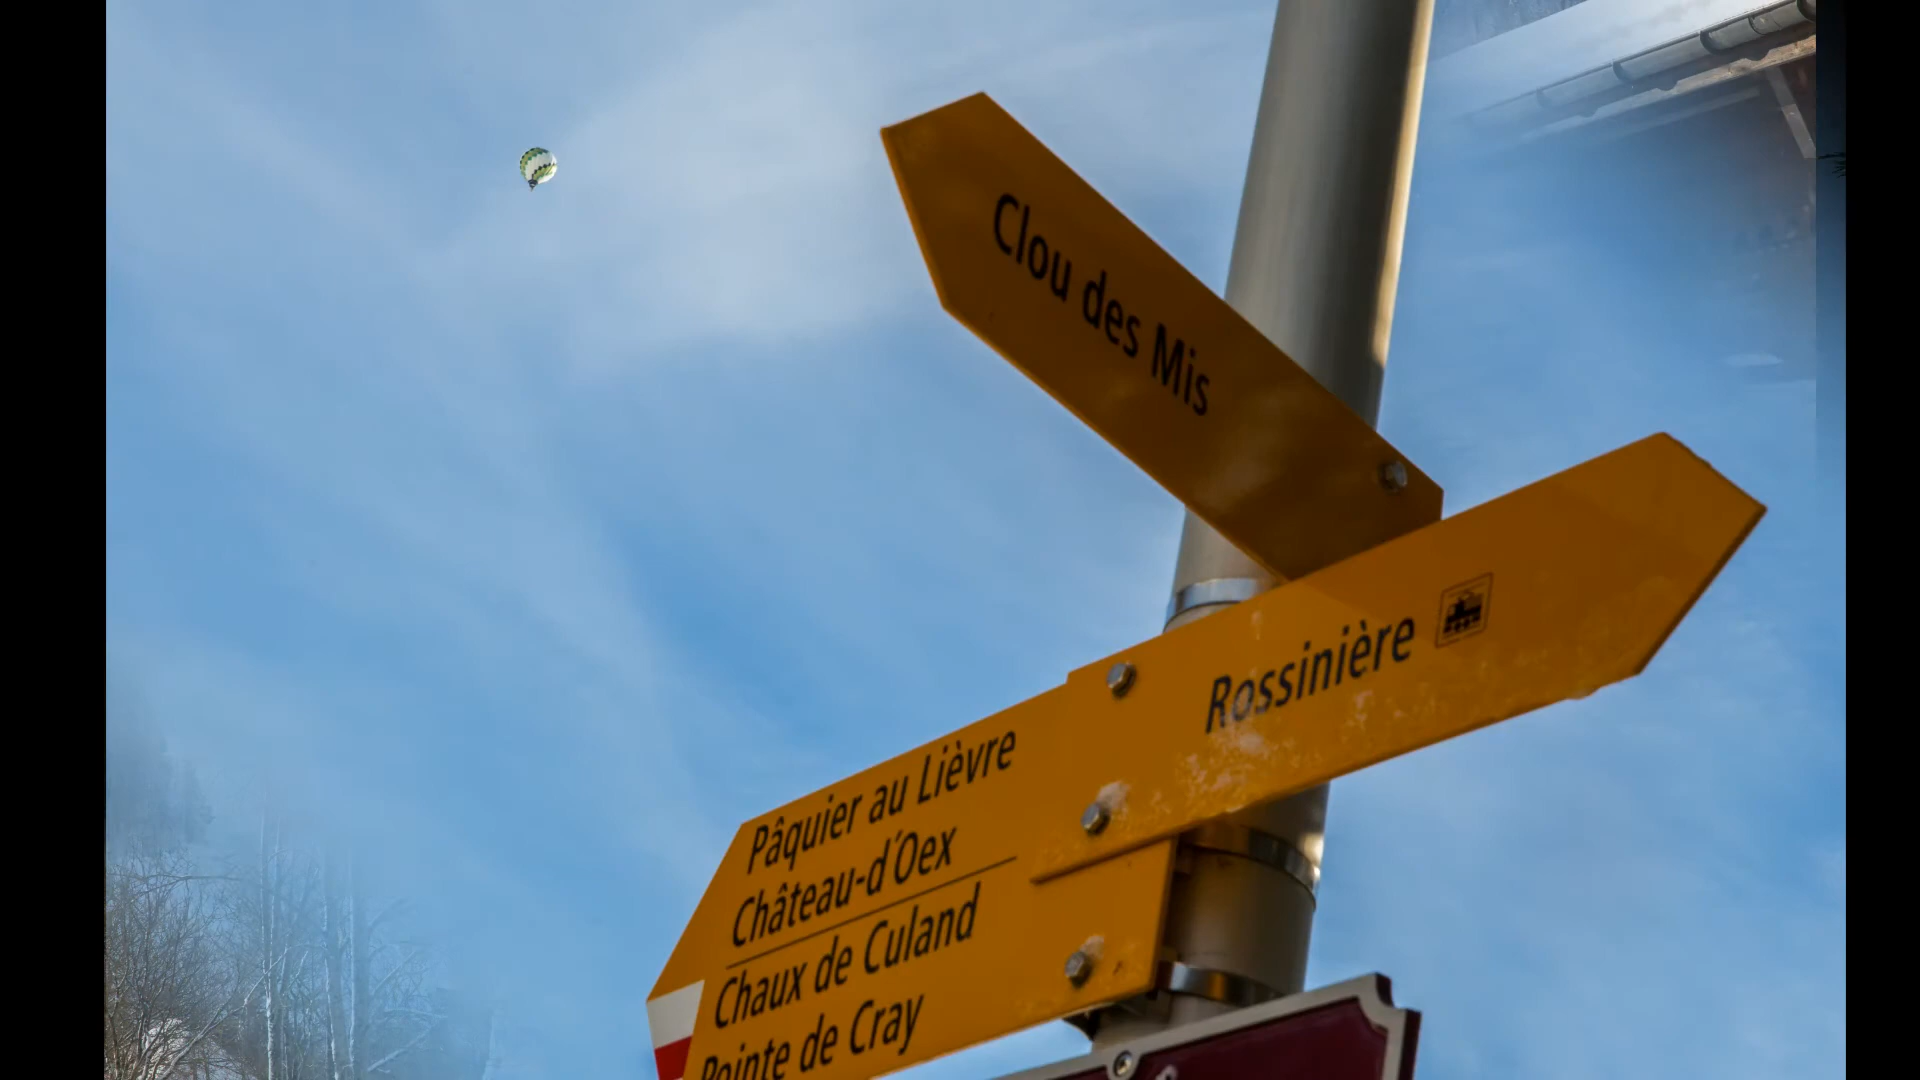 Clou des Mis
Rossinière
Pâquier au Lièvre
Château-d'Oex
Chaux de Culand
Pointe de Cray